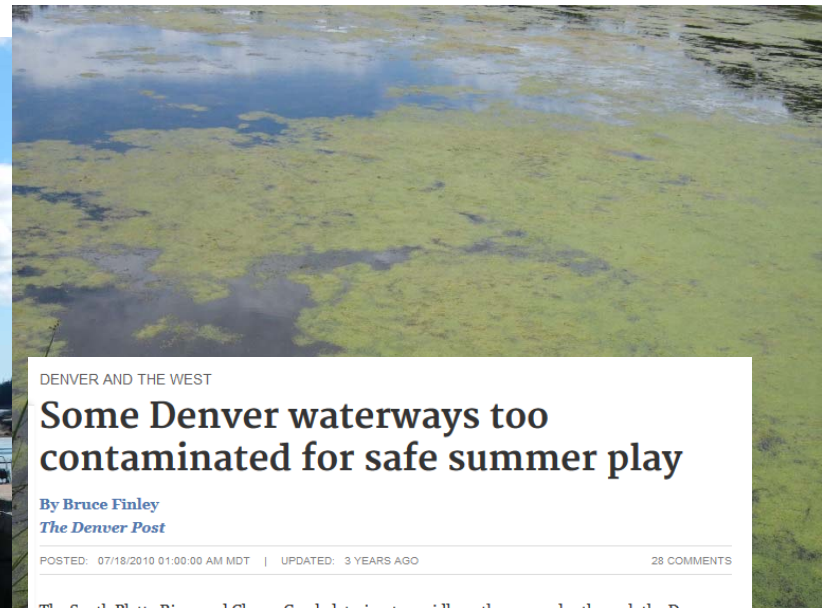 DENVER AND THE WEST
Some Denver waterways too
contaminated for safe summer play
By Bruce Finley
The Denver Post
POSTED: 07/18/2010 01:00:00 AM MDT | UPDATED: 3 YEARS AGO 28 COMMENTS